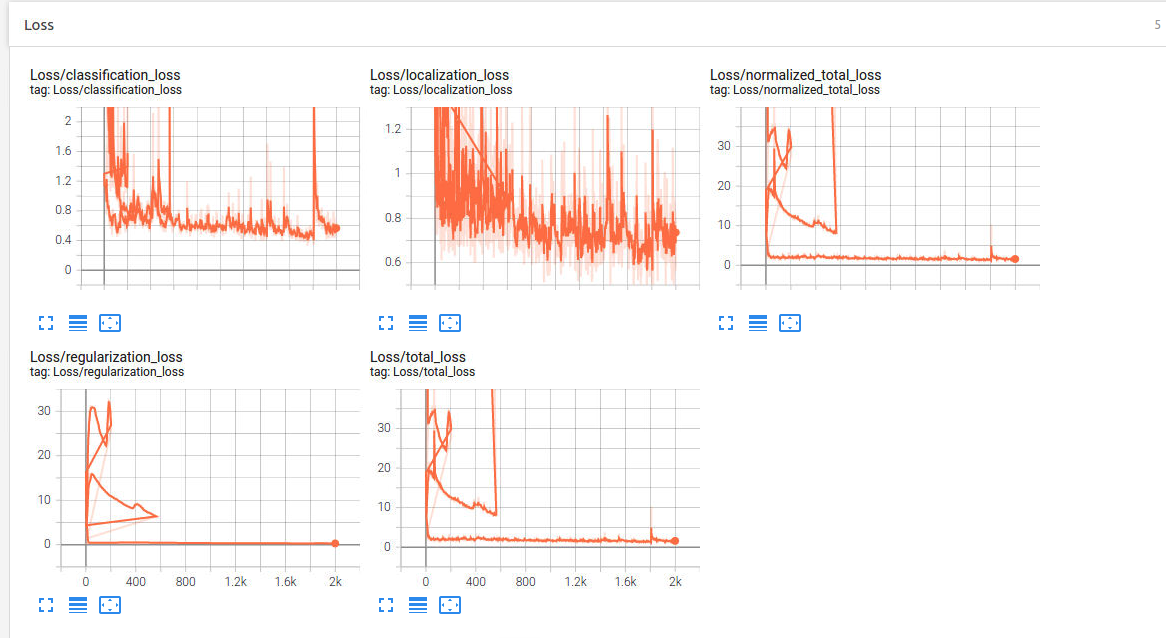 Loss
5
Loss/classification_loss
tag: Loss/classification_loss
2
1.6
1.2
0.8
0.4
0
Loss/localization_loss
tag: Loss/localization_loss
1.2
1
0.8
0.6
Loss/normalized_total_loss
tag: Loss/normalized_total_loss
30
20
10
0
Loss/regularization_loss
tag: Loss/regularization_loss
30
20
10
0
0 400 800 1.2k 1.6k 2k
Loss/total_loss
tag: Loss/total_loss
30
20
10
0
0 400 800 1.2k 1.6k 2k